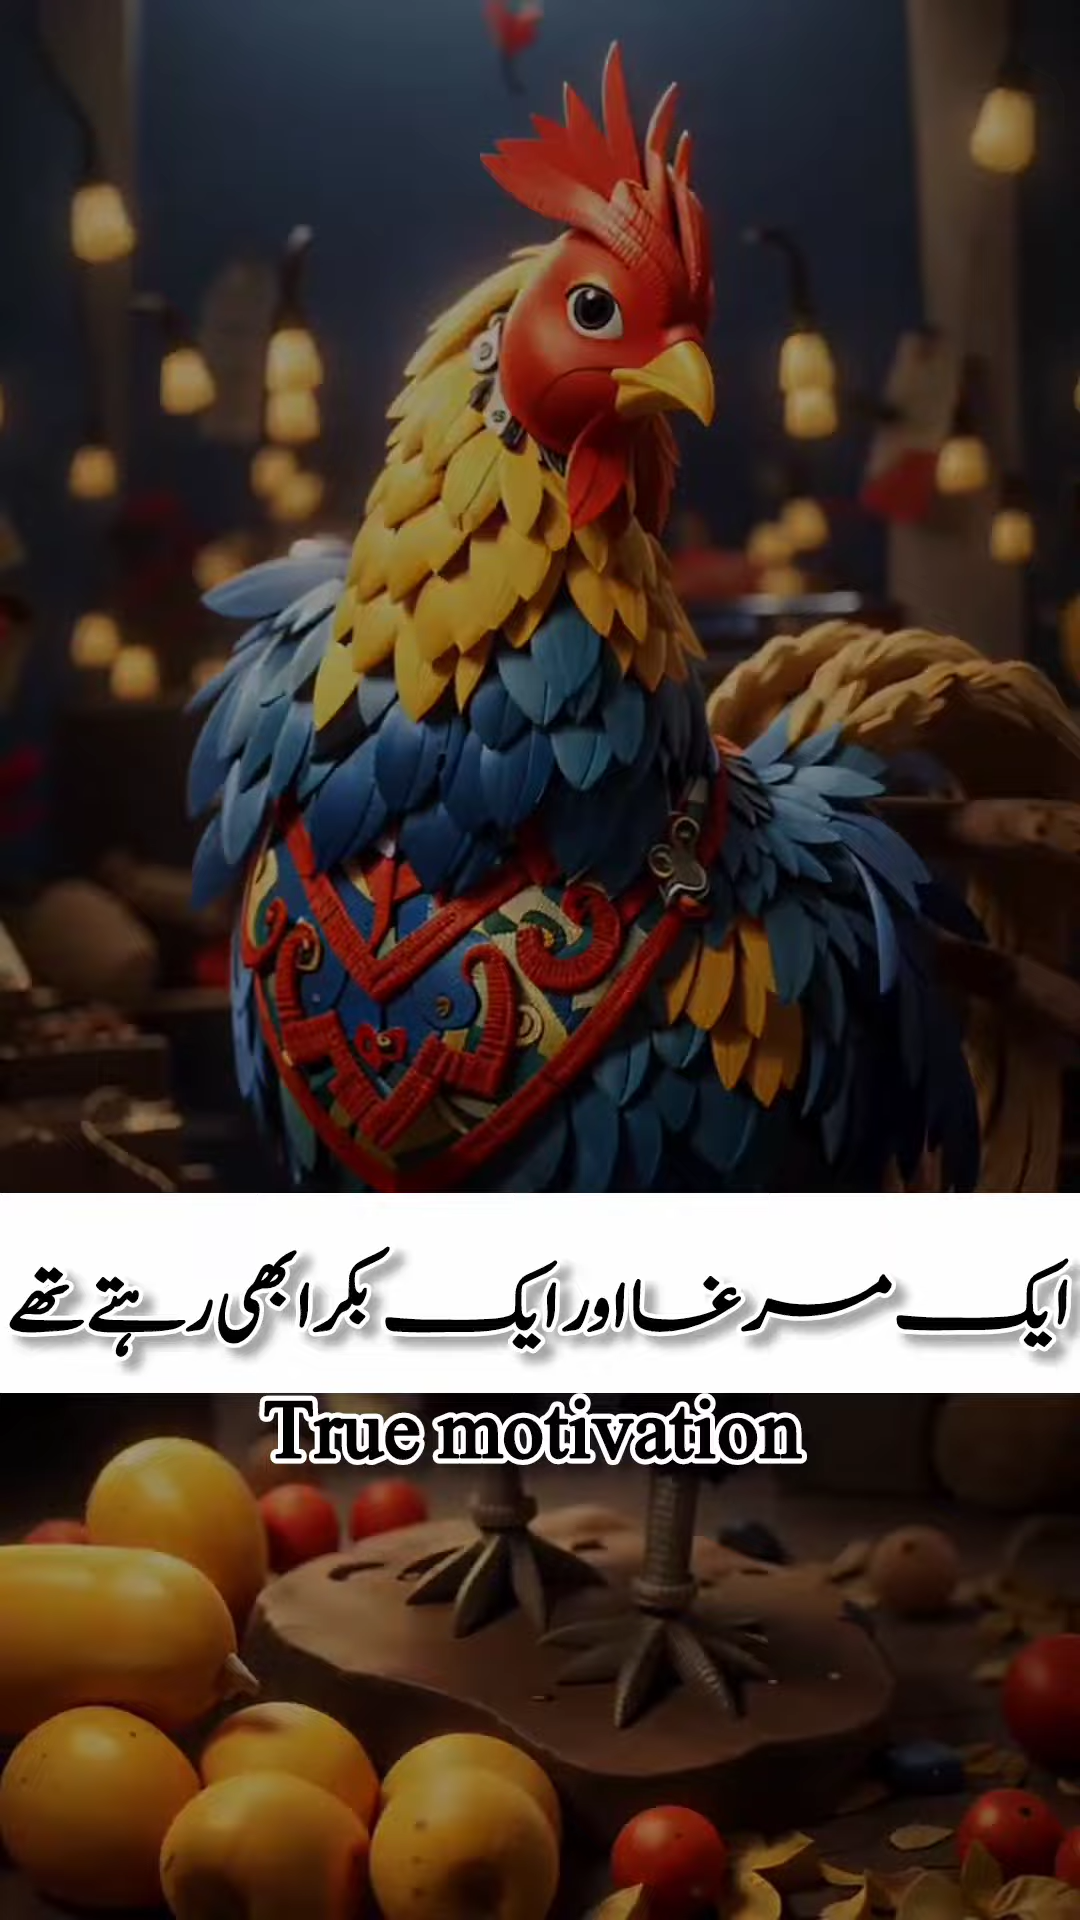 ایک مرغا اور ایک بکرا بھی رہتے تھے
True motivation